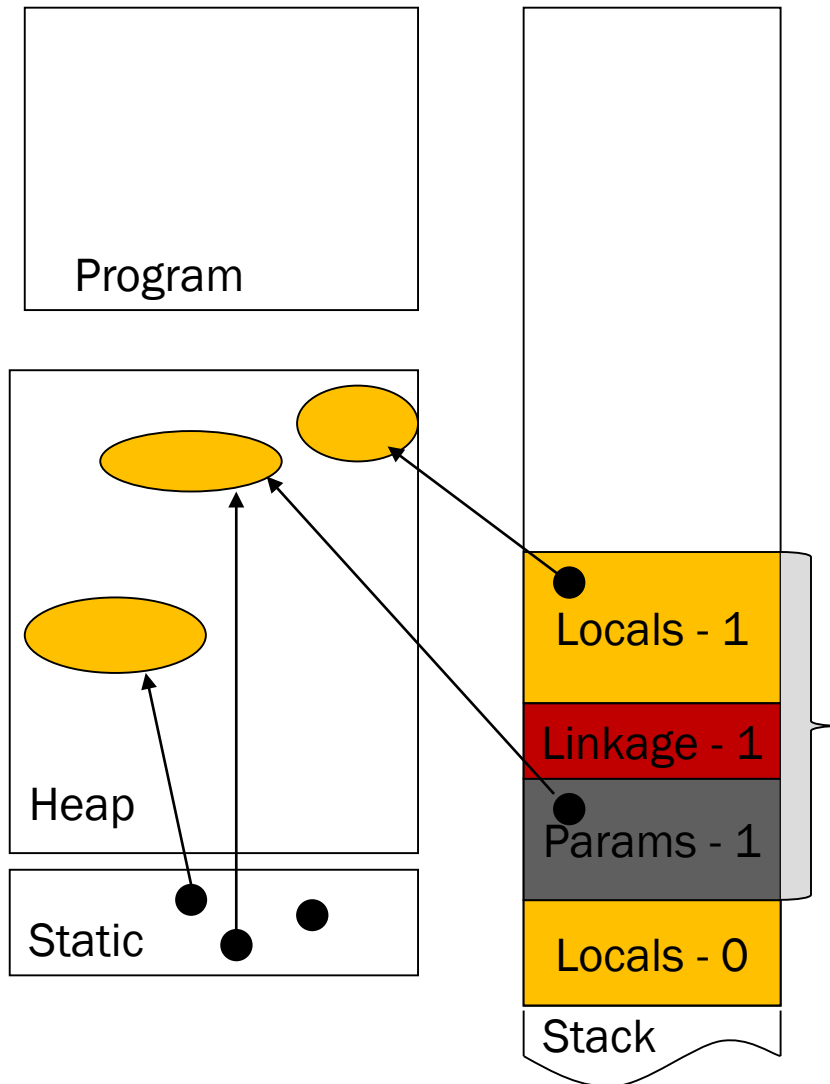 Program
Heap
Static
Locals - 1
Linkage - 1
Params - 1
Locals - 0
Stack